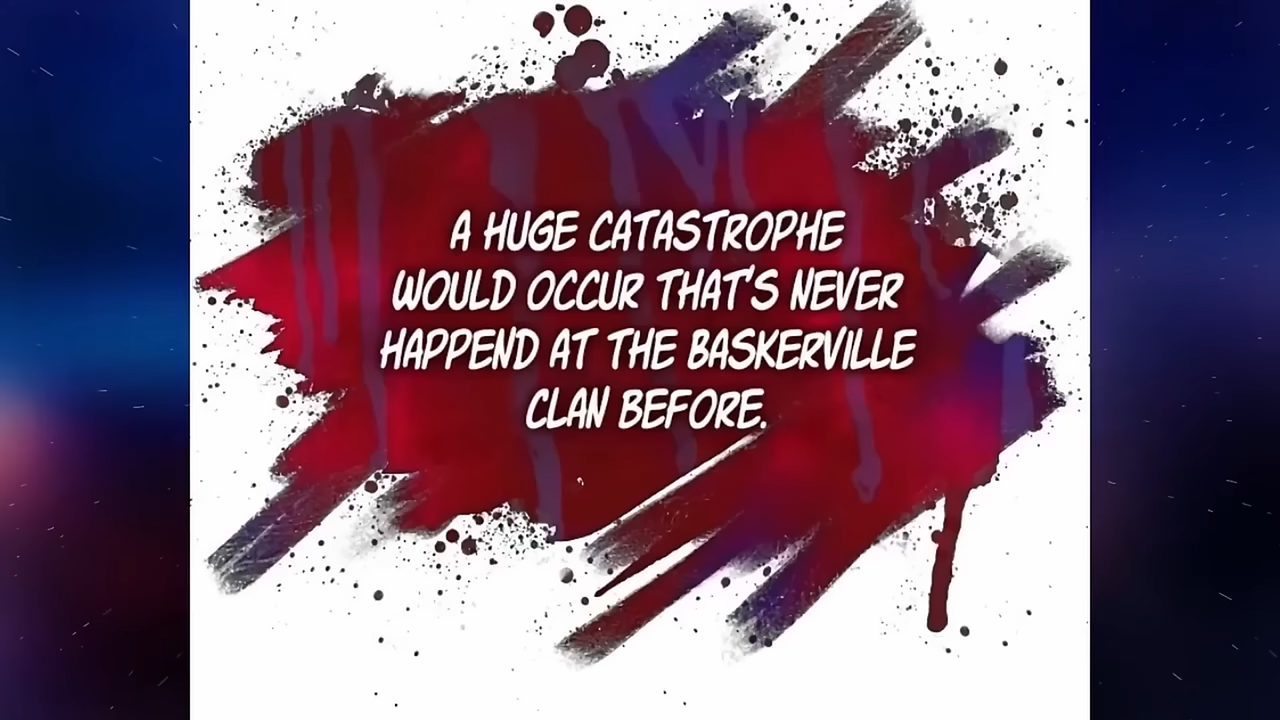 A HUGE CATASTROPHE
WOULD OCCUR THAT'S NEVER
HAPPEND AT THE BASKERVILLE
CLAN BEFORE.